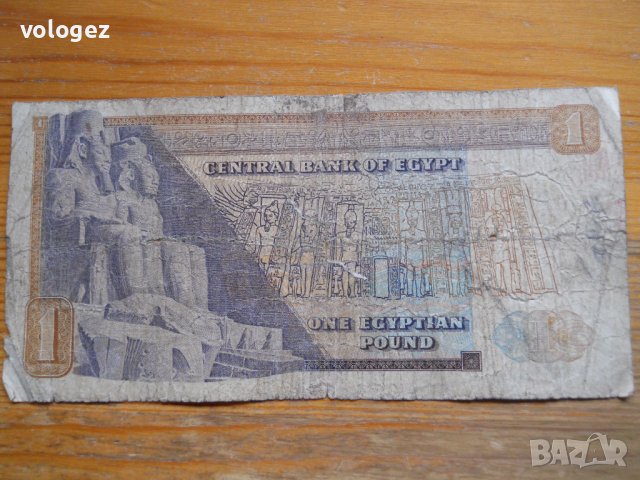 vologez
1
CENTRAL BANK OF EGYPT
1
ONE EGYPTIAN
POUND
BAZAR